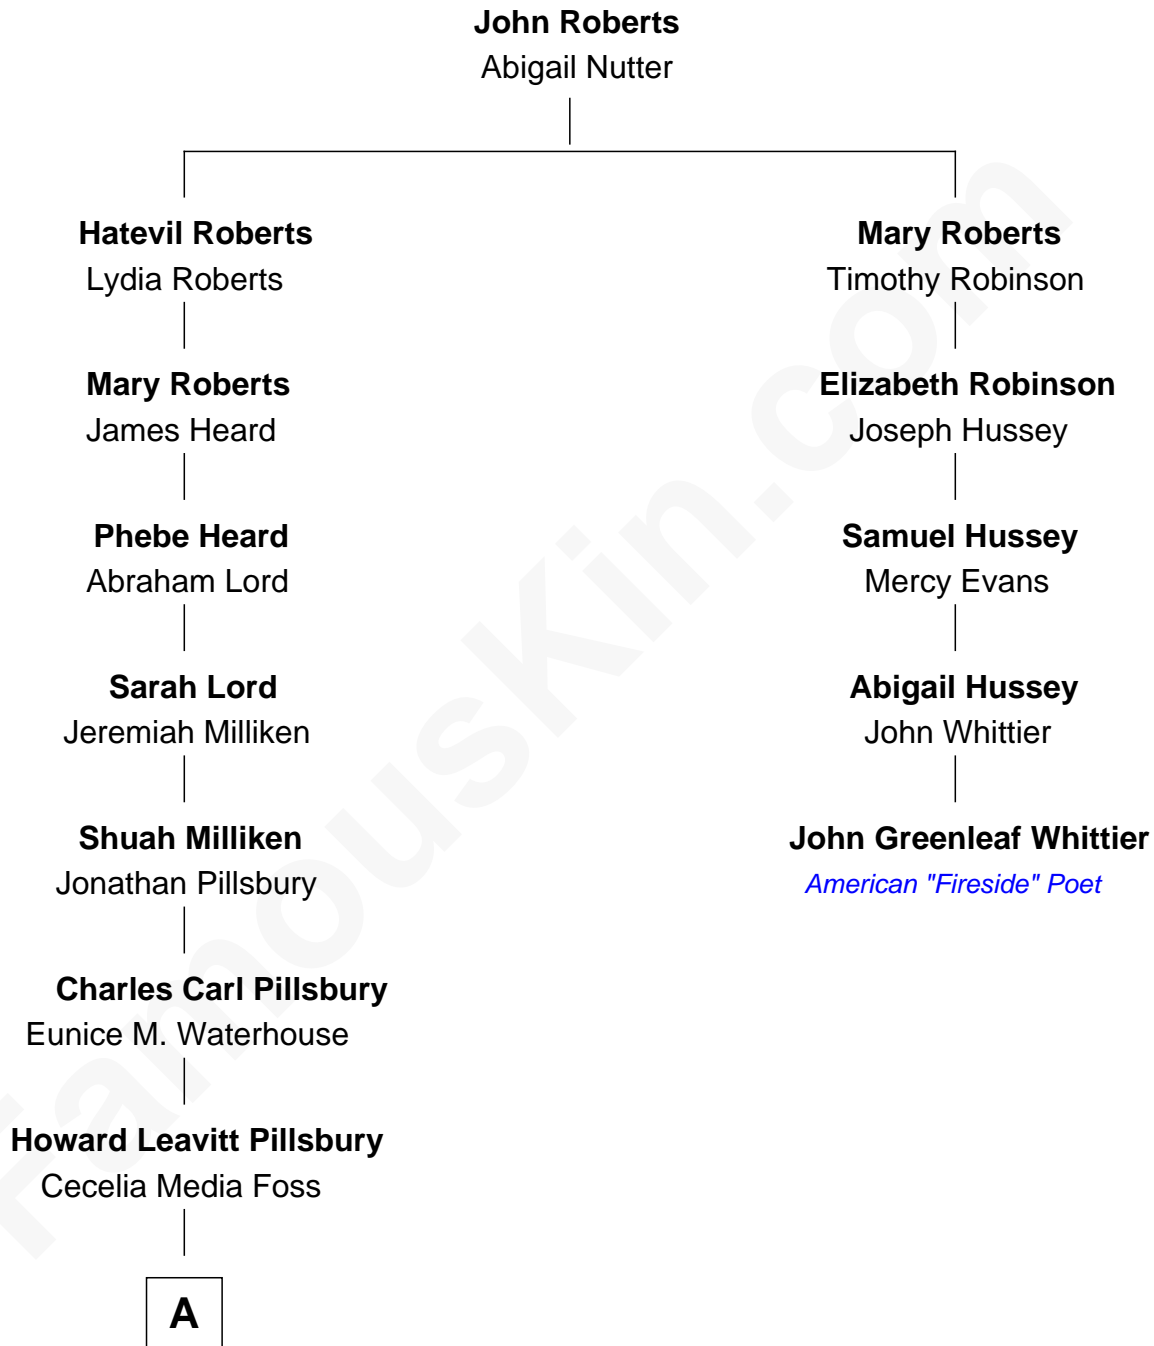 John Roberts
Abigail Nutter
Hatevil Roberts
Lydia Roberts
Mary Roberts
Timothy Robinson
Mary Roberts
James Heard
Elizabeth Robinson
Joseph Hussey
Phebe Heard
Abraham Lord
Samuel Hussey
Mercy Evans
Sarah Lord
Jeremiah Milliken
Abigail Hussey
John Whittier
Shuah Milliken
Jonathan Pillsbury
John Greenleaf Whittier
American "Fireside" Poet
Charles Carl Pillsbury
Eunice M. Waterhouse
Howard Leavitt Pillsbury
Cecelia Media Foss
A
FamousKin.com